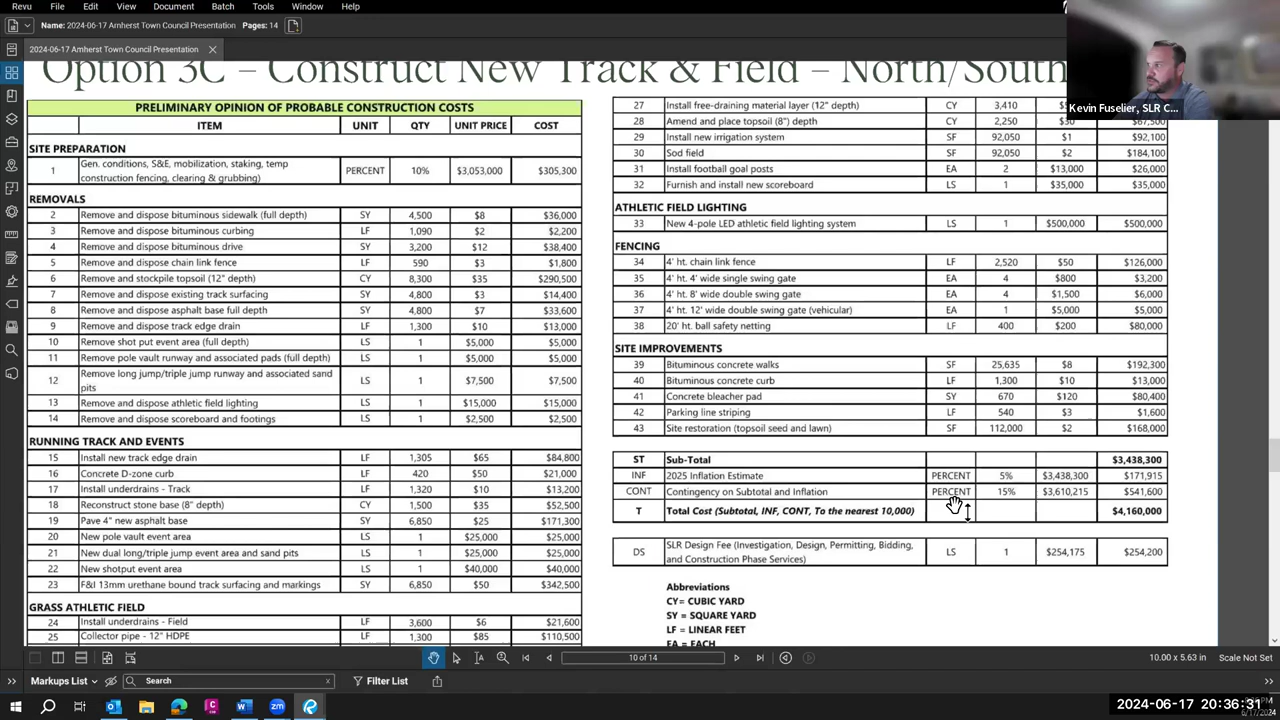 Revu File Edit View Document Batch Tools Window Help
Name: 2024-06-17 Amherst Town Council Presentation Pages: 14
2024-06-17 Amherst Town Council Presentation
Option 3C – Construct New Track & Field – North/South
Kevin Fuselier, SLR C...
PRELIMINARY OPINION OF PROBABLE CONSTRUCTION COSTS
ITEM UNIT QTY UNIT PRICE COST
SITE PREPARATION
1 Gen. conditions, S&E, mobilization, staking, temp
construction fencing, clearing & grubbing) PERCENT 10% $3,053,000 $305,300
REMOVALS
2 Remove and dispose bituminous sidewalk (full depth) SY 4,500 $8 $36,000
3 Remove and dispose bituminous curbing LF 1,090 $2 $2,200
4 Remove and dispose bituminous drive SY 3,200 $12 $38,400
5 Remove and dispose chain link fence LF 590 $3 $1,800
6 Remove and stockpile topsoil (12" depth) CY 8,300 $35 $290,500
7 Remove and dispose existing track surfacing SY 4,800 $3 $14,400
8 Remove and dispose asphalt base full depth SY 4,800 $7 $33,600
9 Remove and dispose track edge drain LF 1,300 $10 $13,000
10 Remove shot put event area (full depth) LS 1 $5,000 $5,000
11 Remove pole vault runway and associated pads (full depth) LS 1 $5,000 $5,000
12 Remove long jump/triple jump runway and associated sand
pits LS 1 $7,500 $7,500
13 Remove and dispose athletic field lighting LS 1 $15,000 $15,000
14 Remove and dispose scoreboard and footings LS 1 $2,500 $2,500
RUNNING TRACK AND EVENTS
15 Install new track edge drain LF 1,305 $65 $84,800
16 Concrete D-zone curb LF 420 $50 $21,000
17 Install underdrains - Track LF 1,320 $10 $13,200
18 Reconstruct stone base (8" depth) CY 1,500 $35 $52,500
19 Pave 4" new asphalt base SY 6,850 $25 $171,300
20 New pole vault event area LS 1 $25,000 $25,000
21 New dual long/triple jump event area and sand pits LS 1 $25,000 $25,000
22 New shotput event area LS 1 $40,000 $40,000
23 F&I 13mm urethane bound track surfacing and markings SY 6,850 $50 $342,500
GRASS ATHLETIC FIELD
24 Install underdrains - Field LF 3,600 $6 $21,600
25 Collector pipe - 12" HDPE LF 1,300 $85 $110,500
27 Install free-draining material layer (12" depth) CY 3,410
28 Amend and place topsoil (8") depth CY 2,250 $30 $67,500
29 Install new irrigation system SF 92,050 $1 $92,100
30 Sod field SF 92,050 $2 $184,100
31 Install football goal posts EA 2 $13,000 $26,000
32 Furnish and install new scoreboard LS 1 $35,000 $35,000
ATHLETIC FIELD LIGHTING
33 New 4-pole LED athletic field lighting system LS 1 $500,000 $500,000
FENCING
34 4' ht. chain link fence LF 2,520 $50 $126,000
35 4' ht. 4' wide single swing gate EA 4 $800 $3,200
36 4' ht. 8' wide double swing gate EA 4 $1,500 $6,000
37 4' ht. 12' wide double swing gate (vehicular) EA 1 $5,000 $5,000
38 20' ht. ball safety netting LF 400 $200 $80,000
SITE IMPROVEMENTS
39 Bituminous concrete walks SF 25,635 $8 $192,300
40 Bituminous concrete curb LF 1,300 $10 $13,000
41 Concrete bleacher pad SY 670 $120 $80,400
42 Parking line striping LF 540 $3 $1,600
43 Site restoration (topsoil seed and lawn) SF 112,000 $2 $168,000
ST Sub-Total $3,438,300
INF 2025 Inflation Estimate PERCENT 5% $3,438,300 $171,915
CONT Contingency on Subtotal and Inflation PERCENT 15% $3,610,215 $541,600
T Total Cost (Subtotal, INF, CONT, To the nearest 10,000) $4,160,000
DS SLR Design Fee (Investigation, Design, Permitting, Bidding,
and Construction Phase Services) LS 1 $254,175 $254,200
Abbreviations
CY= CUBIC YARD
SY = SQUARE YARD
LF = LINEAR FEET
EA = EACH
10 of 14 10.00 x 5.63 in Scale Not Set
Markups List Search Filter List
2024-06-17 20:36:31